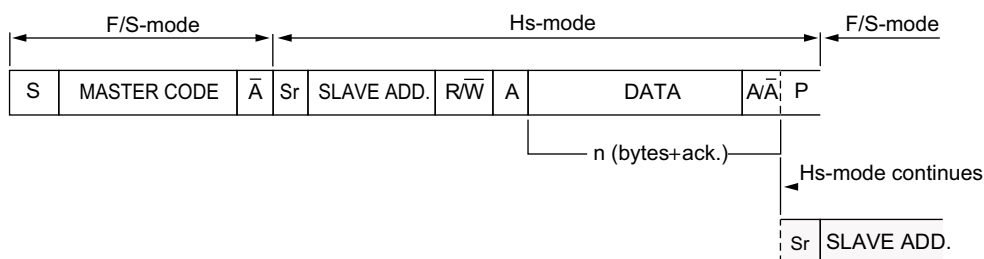 F/S-mode Hs-mode F/S-mode
S MASTER CODE A̅ Sr SLAVE ADD. R/W̅ A DATA A/A̅ P
n (bytes+ack.)
Hs-mode continues
Sr SLAVE ADD.